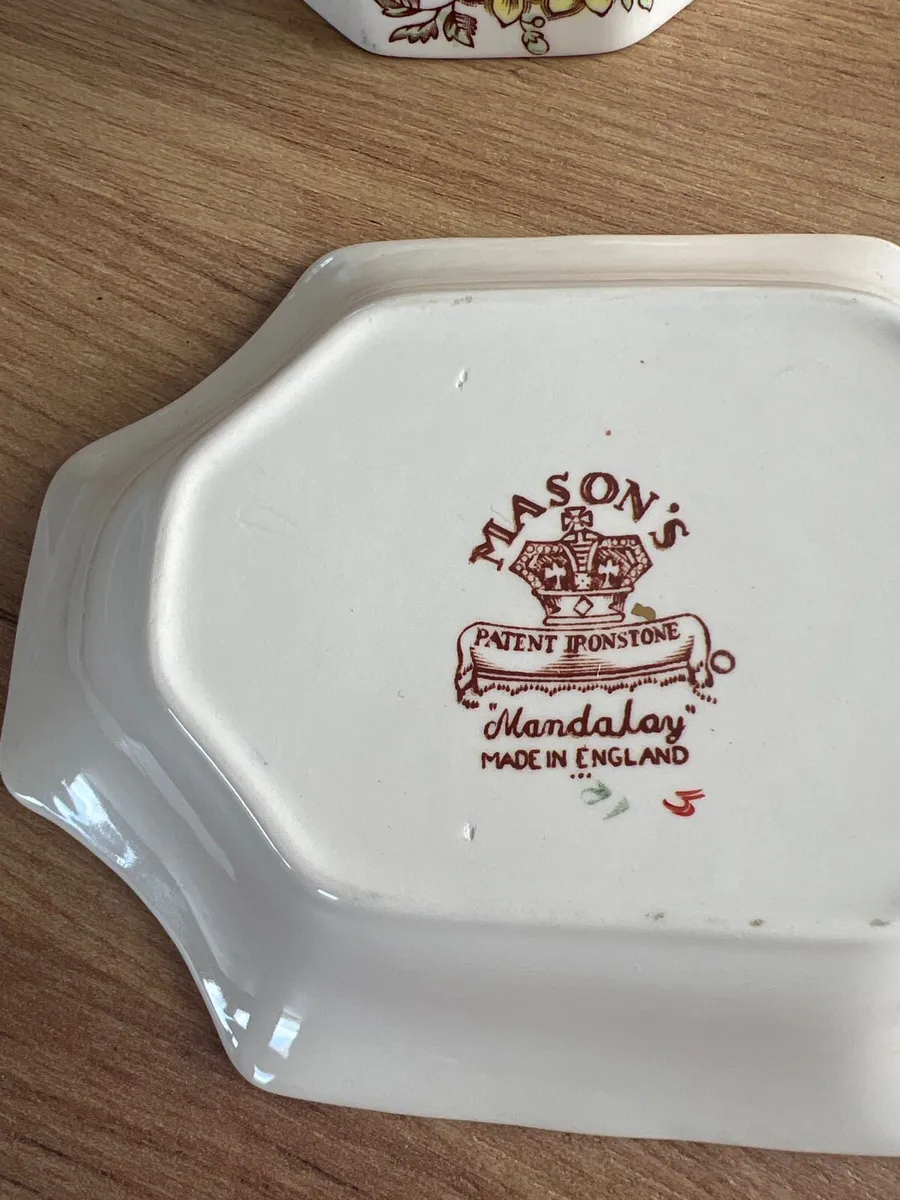 MASON'S
PATENT IRONSTONE
"Mandalay"
MADE IN ENGLAND